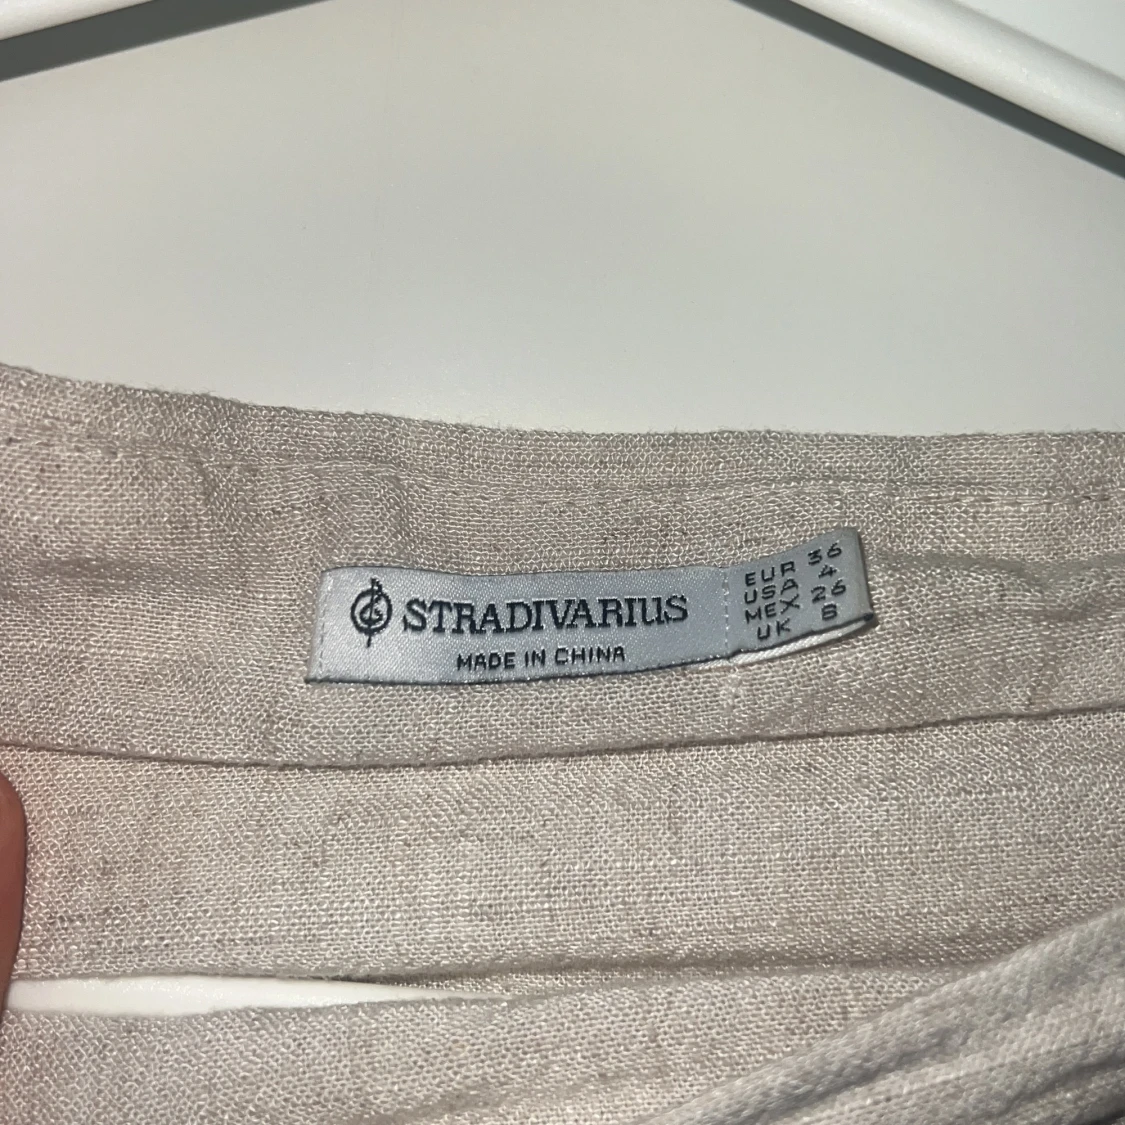 STRADIVARIUS
MADE IN CHINA
EUR 36
USA 4
MEX 26
UK 8